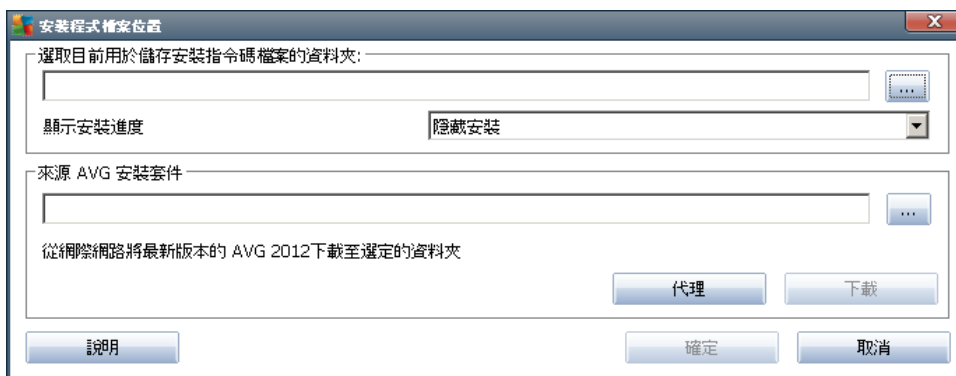 安裝程式檔案位置
選取目前用於儲存安裝指令碼檔案的資料夾:
...
顯示安裝進度
隱藏安裝
來源 AVG 安裝套件
...
從網際網路將最新版本的 AVG 2012下載至選定的資料夾
代理
下載
說明
確定
取消